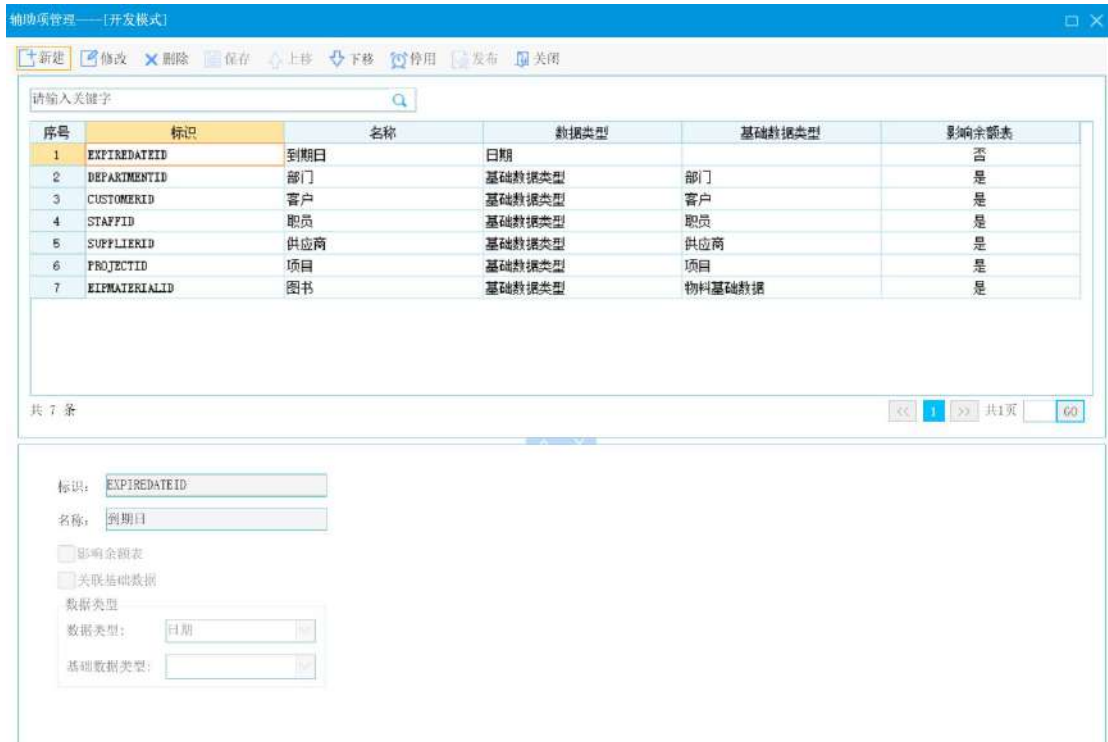 辅助项管理——[开发模式]
新建 修改 删除 保存 上移 下移 停用 发布 关闭
请输入关键字
序号 标识 名称 数据类型 基础数据类型 影响余额表
1 EXPIREDATEID 到期日 日期 否
2 DEPARTMENTID 部门 基础数据类型 部门 是
3 CUSTOMERID 客户 基础数据类型 客户 是
4 STAFFID 职员 基础数据类型 职员 是
5 SUPPLIERID 供应商 基础数据类型 供应商 是
6 PROJECTID 项目 基础数据类型 项目 是
7 EIPMATERIALID 图书 基础数据类型 物料基础数据 是
共 7 条 << 1 >> 共1页 GO
标识: EXPIREDATEID
名称: 到期日
影响余额表
关联基础数据
数据类型
数据类型: 日期
基础数据类型: